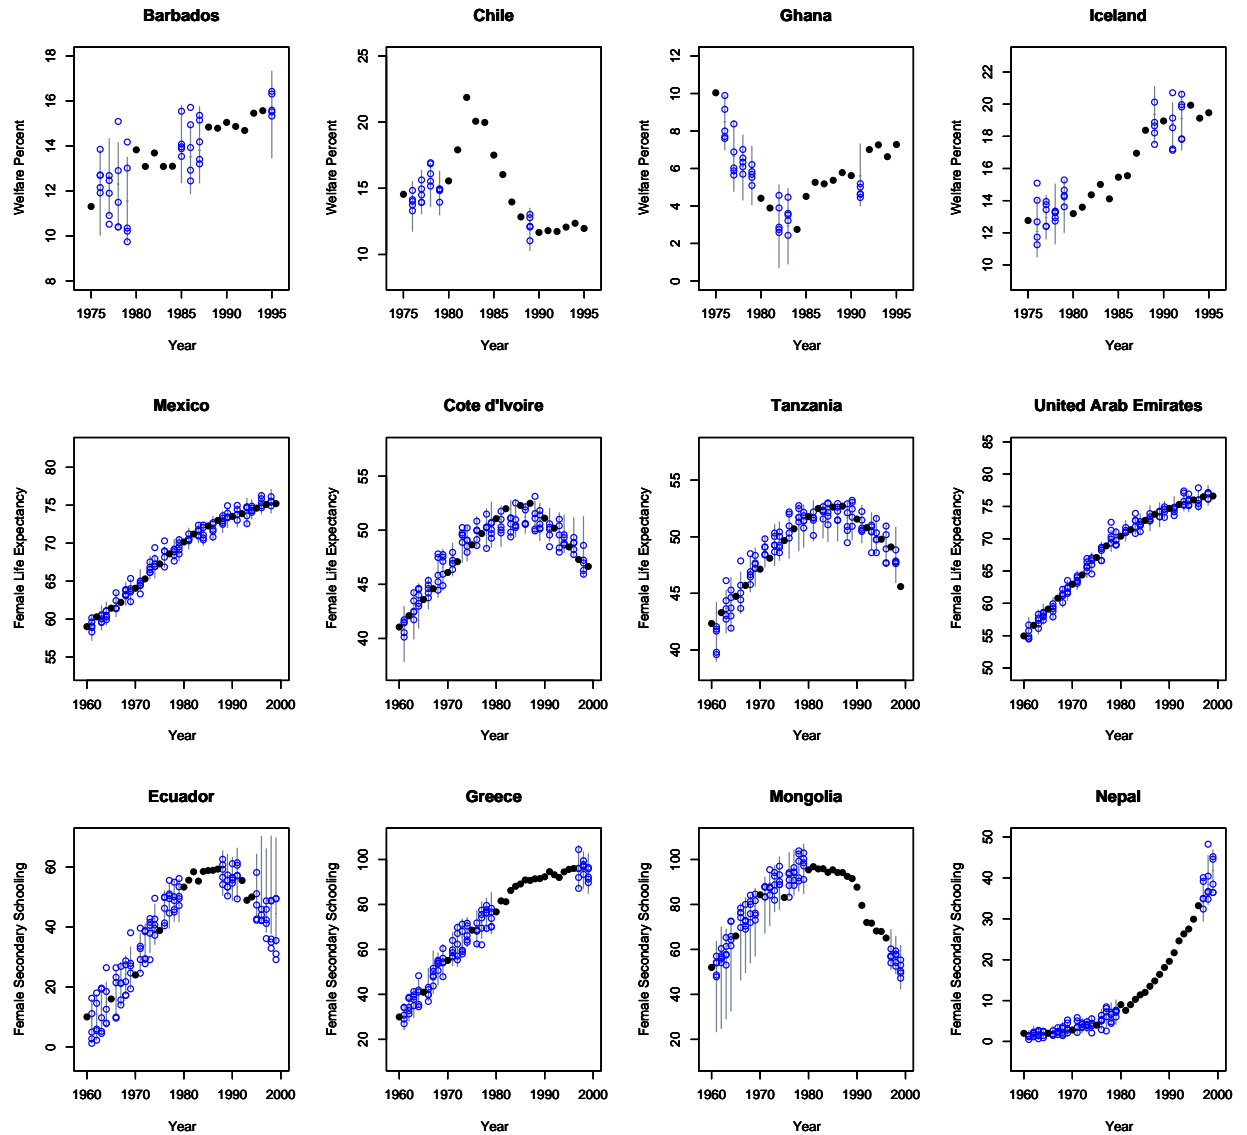 Barbados Chile Ghana Iceland
Welfare Percent
18
16
14
12
10
8
1975 1980 1985 1990 1995
Year
Welfare Percent
25
20
15
10
1975 1980 1985 1990 1995
Year
Welfare Percent
12
10
8
6
4
2
0
1975 1980 1985 1990 1995
Year
Welfare Percent
22
20
18
16
14
12
10
1975 1980 1985 1990 1995
Year
Mexico Cote d'Ivoire Tanzania United Arab Emirates
Female Life Expectancy
80
75
70
65
60
55
1960 1970 1980 1990 2000
Year
Female Life Expectancy
55
50
45
40
1960 1970 1980 1990 2000
Year
Female Life Expectancy
55
50
45
40
1960 1970 1980 1990 2000
Year
Female Life Expectancy
85
80
75
70
65
60
55
50
1960 1970 1980 1990 2000
Year
Ecuador Greece Mongolia Nepal
Female Secondary Schooling
60
40
20
0
1960 1970 1980 1990 2000
Year
Female Secondary Schooling
100
80
60
40
20
1960 1970 1980 1990 2000
Year
Female Secondary Schooling
100
80
60
40
20
1960 1970 1980 1990 2000
Year
Female Secondary Schooling
50
40
30
20
10
0
1960 1970 1980 1990 2000
Year